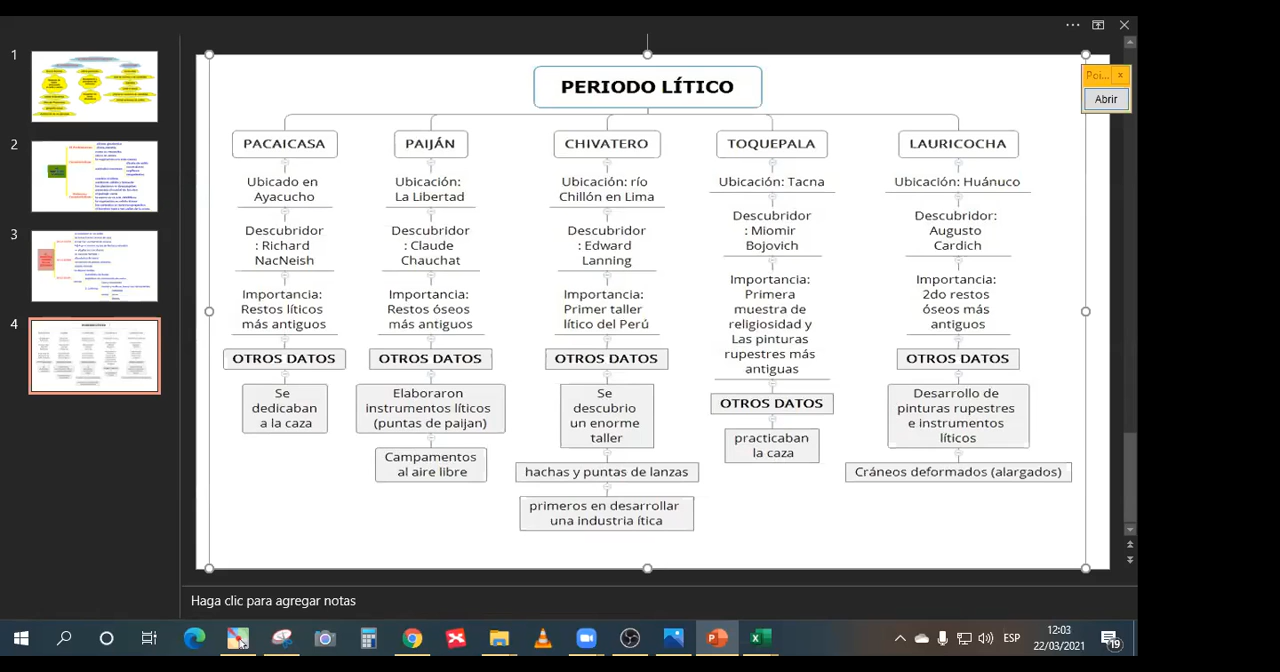 1
2
3
4
Poi... x
Abrir
PERIODO LÍTICO
PACAICASA
Ubicado en
Ayacucho
Descubridor
: Richard
NacNeish
Importancia:
Restos líticos
más antiguos
OTROS DATOS
Se
dedicaban
a la caza
PAIJÁN
Ubicación:
La Libertad
Descubridor
: Claude
Chauchat
Importancia:
Restos óseos
más antiguos
OTROS DATOS
Elaboraron
instrumentos líticos
(puntas de paijan)
Campamentos
al aire libre
CHIVATERO
Ubicación: río
Chillón en Lima
Descubridor
: Edward
Lanning
Importancia:
Primer taller
lítico del Perú
OTROS DATOS
Se
descubrio
un enorme
taller
hachas y puntas de lanzas
primeros en desarrollar
una industria ítica
TOQUEPALA
Ubicación: Tacna
Descubridor
: Miomir
Bojovich
Importancia:
Primera
muestra de
religiosidad y
Las pinturas
rupestres más
antiguas
OTROS DATOS
practicaban
la caza
LAURICOCHA
Ubicación: Huánuco
Descubridor:
Augusto
Cardich
Importancia:
2do restos
óseos más
antiguos
OTROS DATOS
Desarrollo de
pinturas rupestres
e instrumentos
líticos
Cráneos deformados (alargados)
Haga clic para agregar notas
ESP
12:03
22/03/2021
19